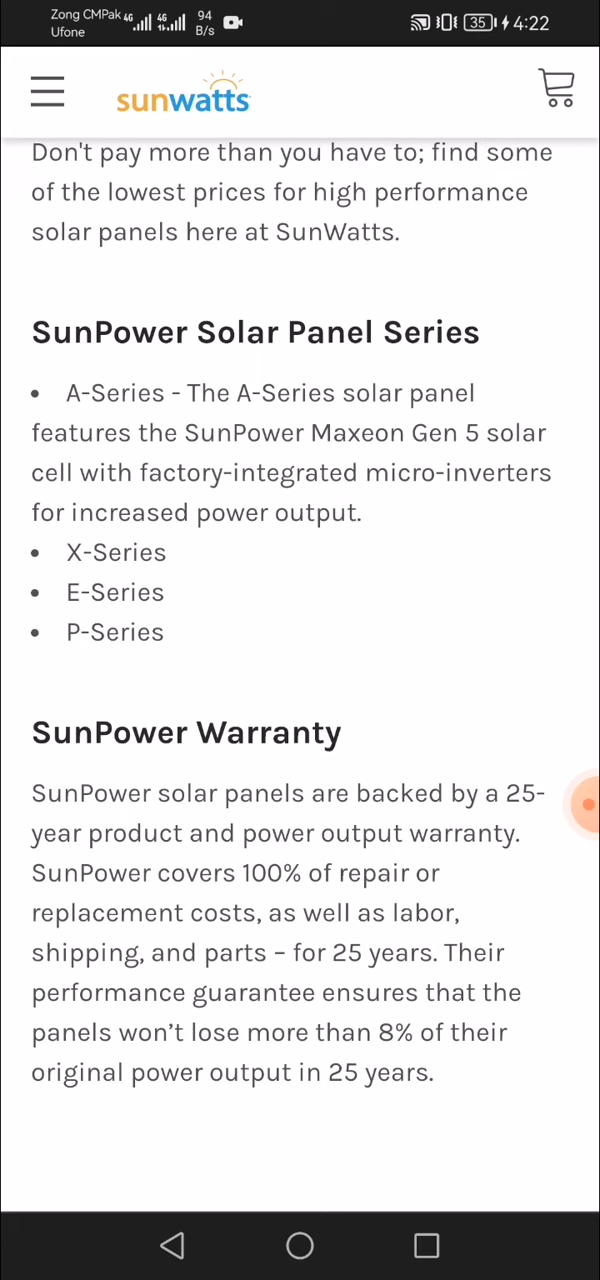 Zong CMPak 4G 4G 94 35 4:22
Ufone B/s
sunwatts
Don't pay more than you have to; find some
of the lowest prices for high performance
solar panels here at SunWatts.
SunPower Solar Panel Series
• A-Series - The A-Series solar panel
features the SunPower Maxeon Gen 5 solar
cell with factory-integrated micro-inverters
for increased power output.
• X-Series
• E-Series
• P-Series
SunPower Warranty
SunPower solar panels are backed by a 25-
year product and power output warranty.
SunPower covers 100% of repair or
replacement costs, as well as labor,
shipping, and parts – for 25 years. Their
performance guarantee ensures that the
panels won’t lose more than 8% of their
original power output in 25 years.